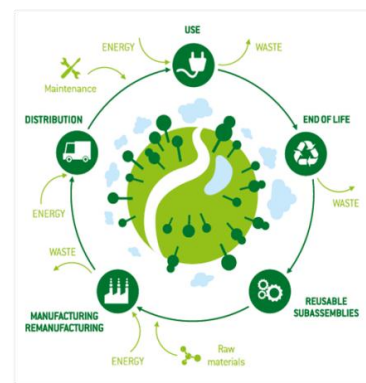 USE
ENERGY
WASTE
Maintenance
DISTRIBUTION
END OF LIFE
ENERGY
WASTE
WASTE
REUSABLE
SUBASSEMBLIES
MANUFACTURING
REMANUFACTURING
ENERGY
Raw
materials